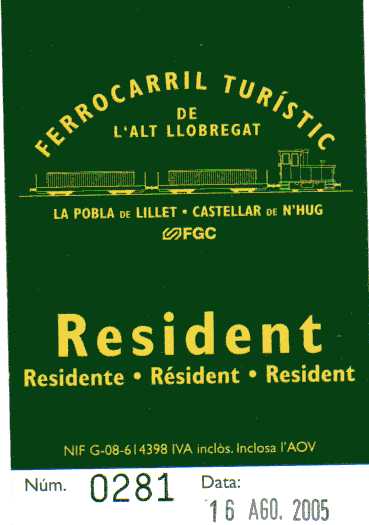 FERROCARRIL TURÍSTIC
DE
L'ALT LLOBREGAT
LA POBLA DE LILLET • CASTELLAR DE N'HUG
FGC
Resident
Residente • Résident • Resident
NIF G-08-614398 IVA inclòs. Inclosa l'AOV
Núm. 0281 Data:
16 AGO. 2005